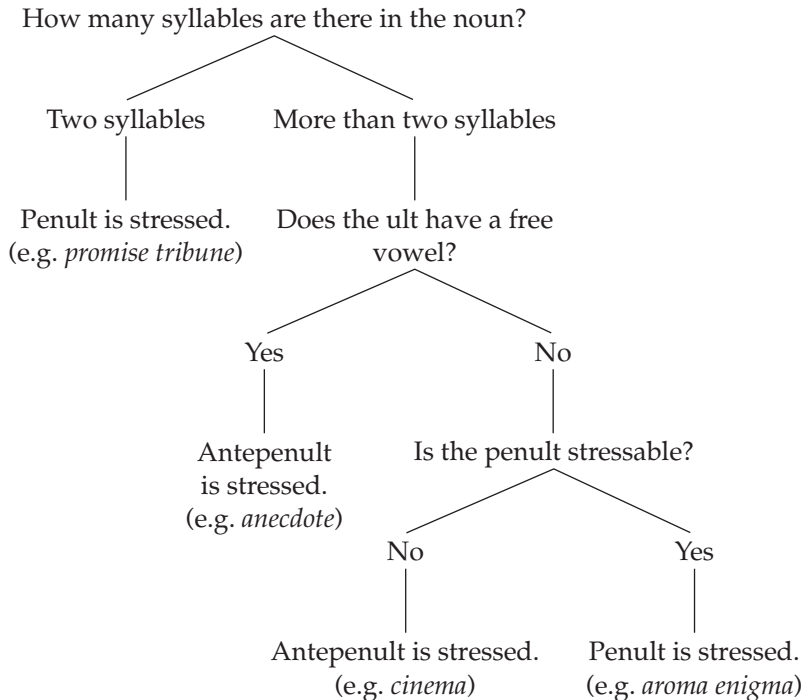 How many syllables are there in the noun?
Two syllables
More than two syllables
Penult is stressed.
(e.g. promise tribune)
Does the ult have a free
vowel?
Yes
No
Antepenult
is stressed.
(e.g. anecdote)
Is the penult stressable?
No
Yes
Antepenult is stressed.
(e.g. cinema)
Penult is stressed.
(e.g. aroma enigma)